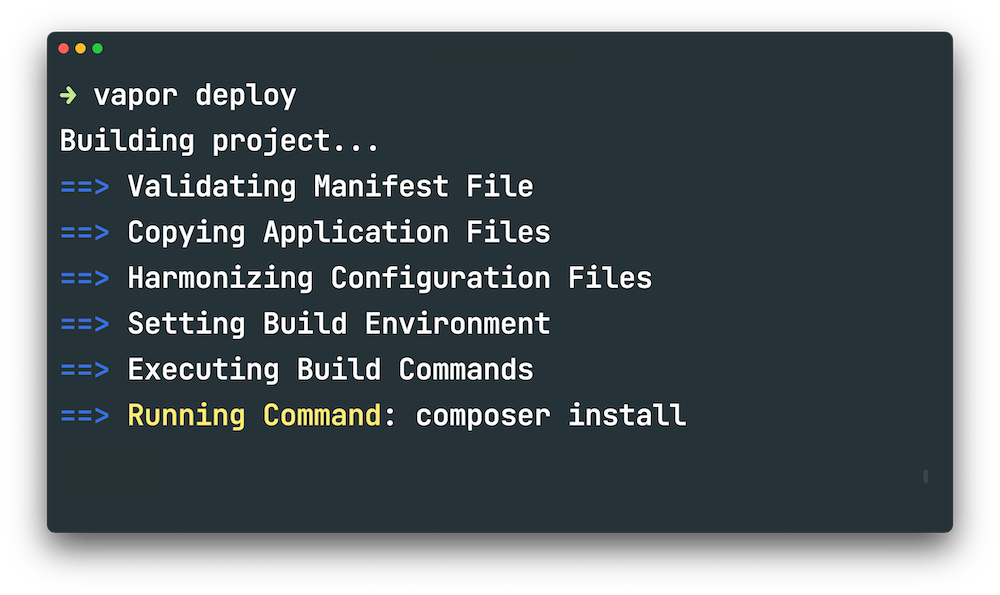 ➜ vapor deploy
Building project...
==> Validating Manifest File
==> Copying Application Files
==> Harmonizing Configuration Files
==> Setting Build Environment
==> Executing Build Commands
==> Running Command: composer install